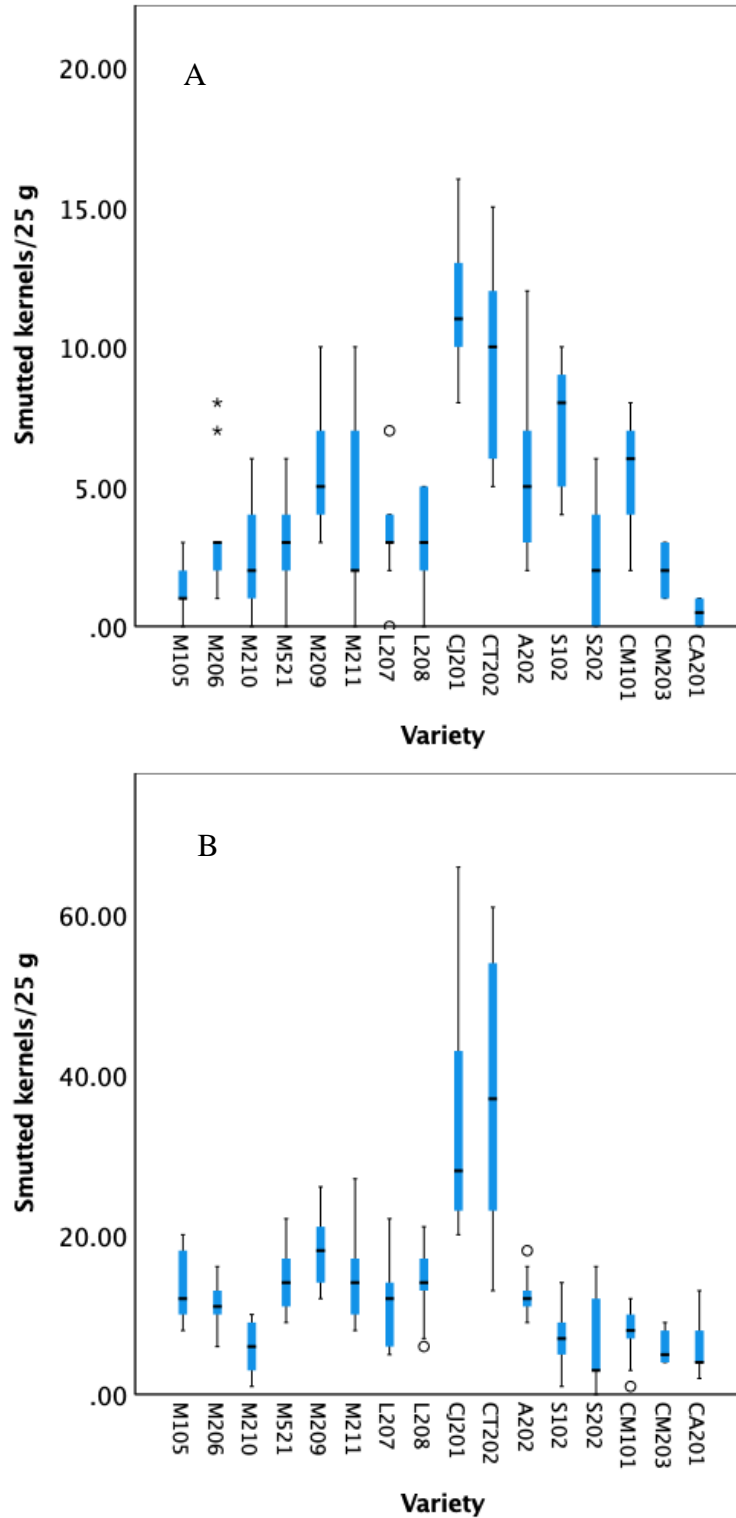 A
Smutted kernels/25 g
20.00
15.00
10.00
5.00
.00
M105
M206
M210
M521
M209
M211
L207
L208
CJ201
CT202
A202
S102
S202
CM101
CM203
CA201
Variety
B
Smutted kernels/25 g
60.00
40.00
20.00
.00
M105
M206
M210
M521
M209
M211
L207
L208
CJ201
CT202
A202
S102
S202
CM101
CM203
CA201
Variety